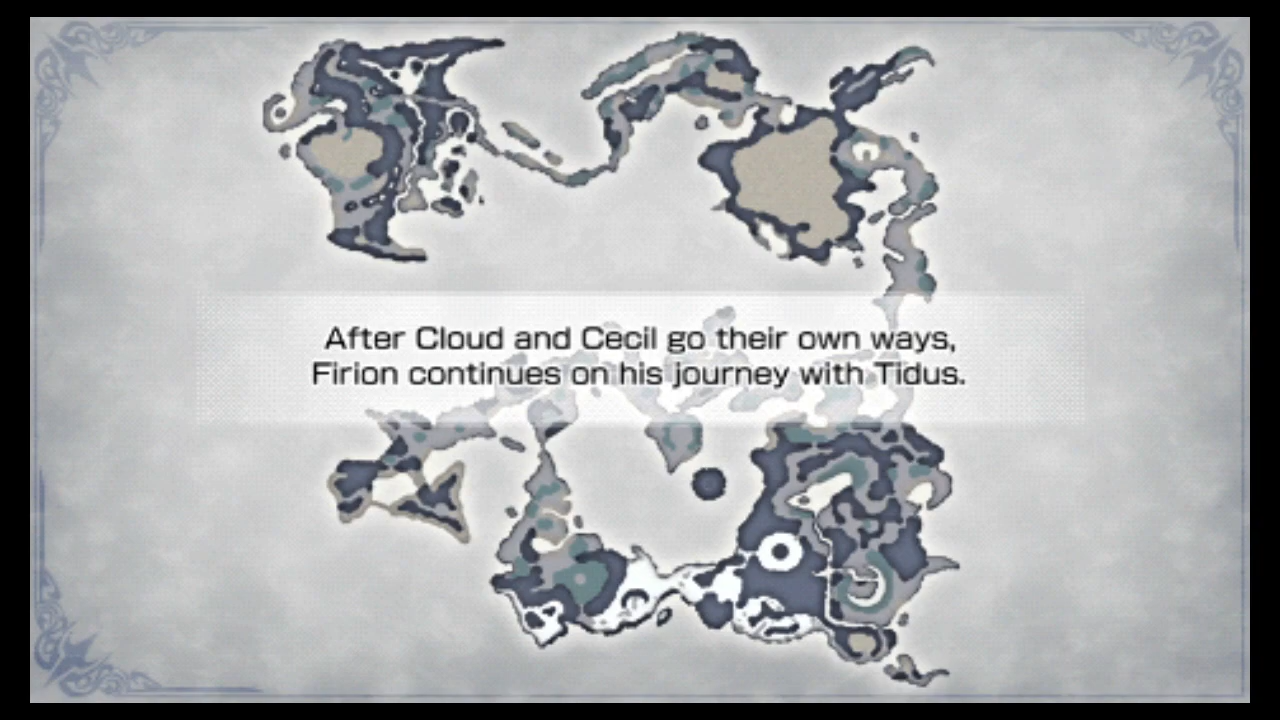 After Cloud and Cecil go their own ways,
Firion continues on his journey with Tidus.